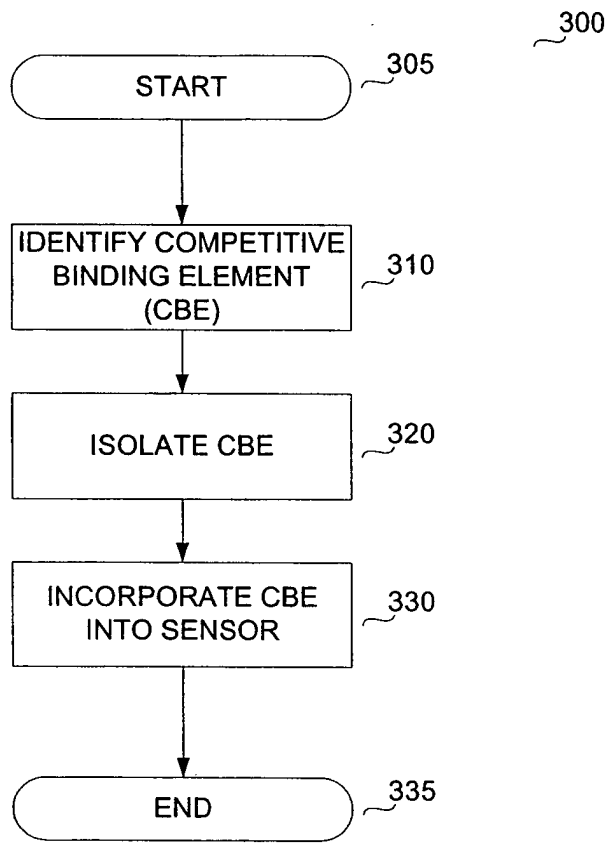 300
START
305
IDENTIFY COMPETITIVE
BINDING ELEMENT
(CBE)
310
ISOLATE CBE
320
INCORPORATE CBE
INTO SENSOR
330
END
335